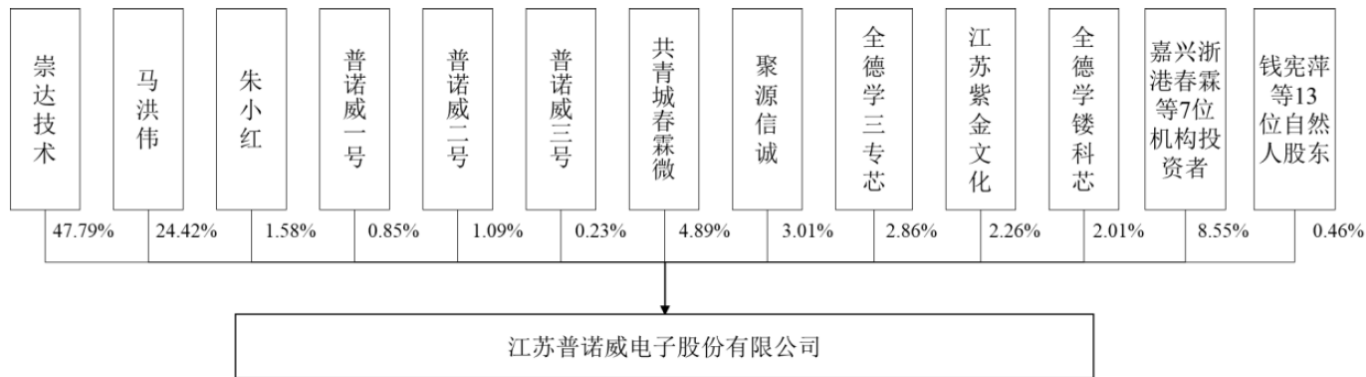 崇达技术
马洪伟
朱小红
普诺威一号
普诺威二号
普诺威三号
共青城春霖微
聚源信诚
全德学三专芯
江苏紫金文化
全德学镂科芯
嘉兴浙
港春霖
等7位
机构投
资者
钱宪萍
等13
位自然
人股东
47.79%
24.42%
1.58%
0.85%
1.09%
0.23%
4.89%
3.01%
2.86%
2.26%
2.01%
8.55%
0.46%
江苏普诺威电子股份有限公司